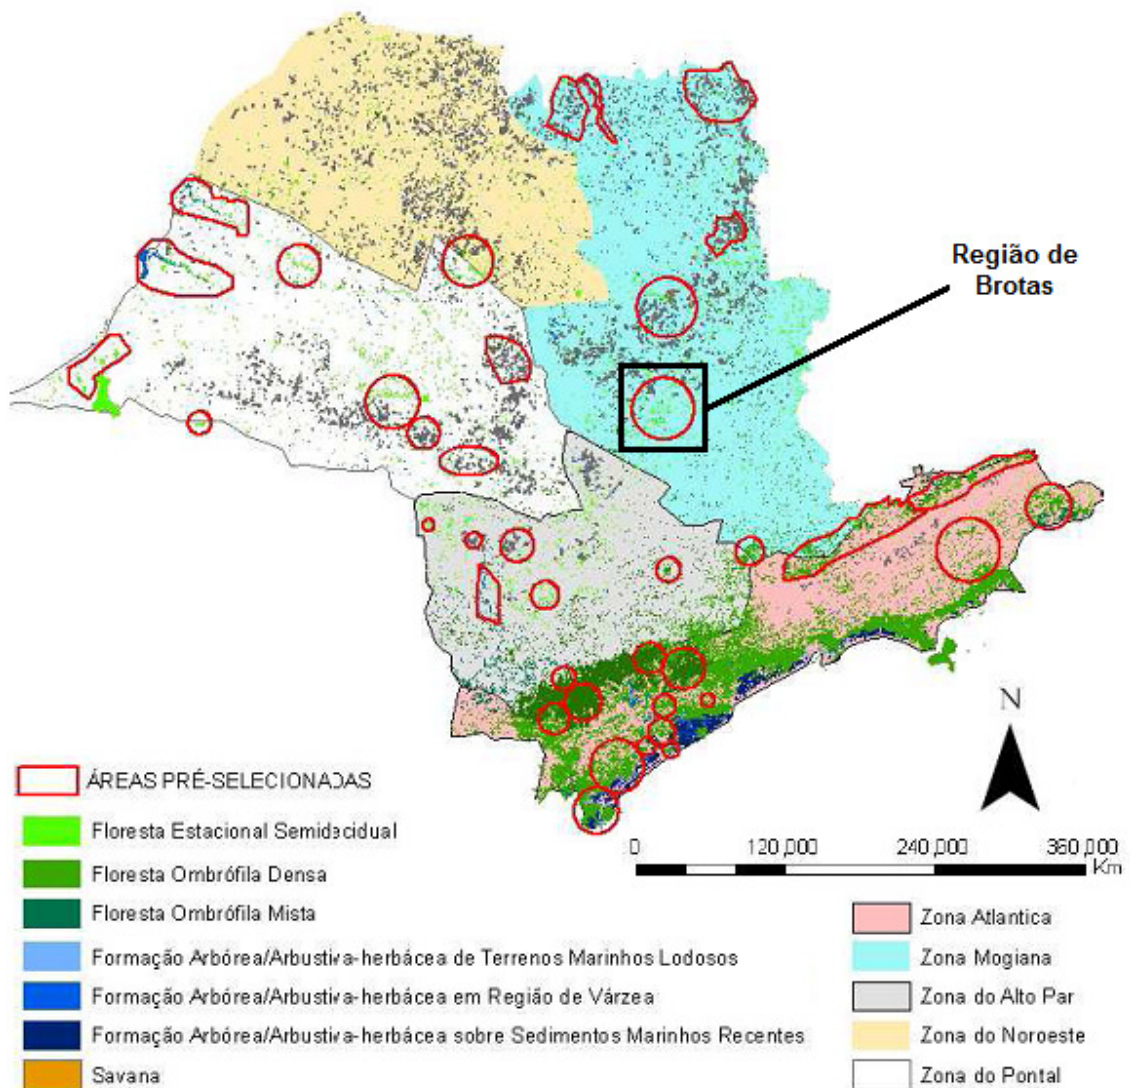 Região de
Brotas
N
ÁREAS PRÉ-SELECIONADAS
Floresta Estacional Semidecidual
Floresta Ombrófila Densa
Floresta Ombrófila Mista
Formação Arbórea/Arbustiva-herbácea de Terrenos Marinhos Lodosos
Formação Arbórea/Arbustiva-herbácea em Região de Várzea
Formação Arbórea/Arbustiva-herbácea sobre Sedimentos Marinhos Recentes
Savana
0 120,000 240,000 360,000
Km
Zona Atlantica
Zona Mogiana
Zona do Alto Par
Zona do Noroeste
Zona do Pontal